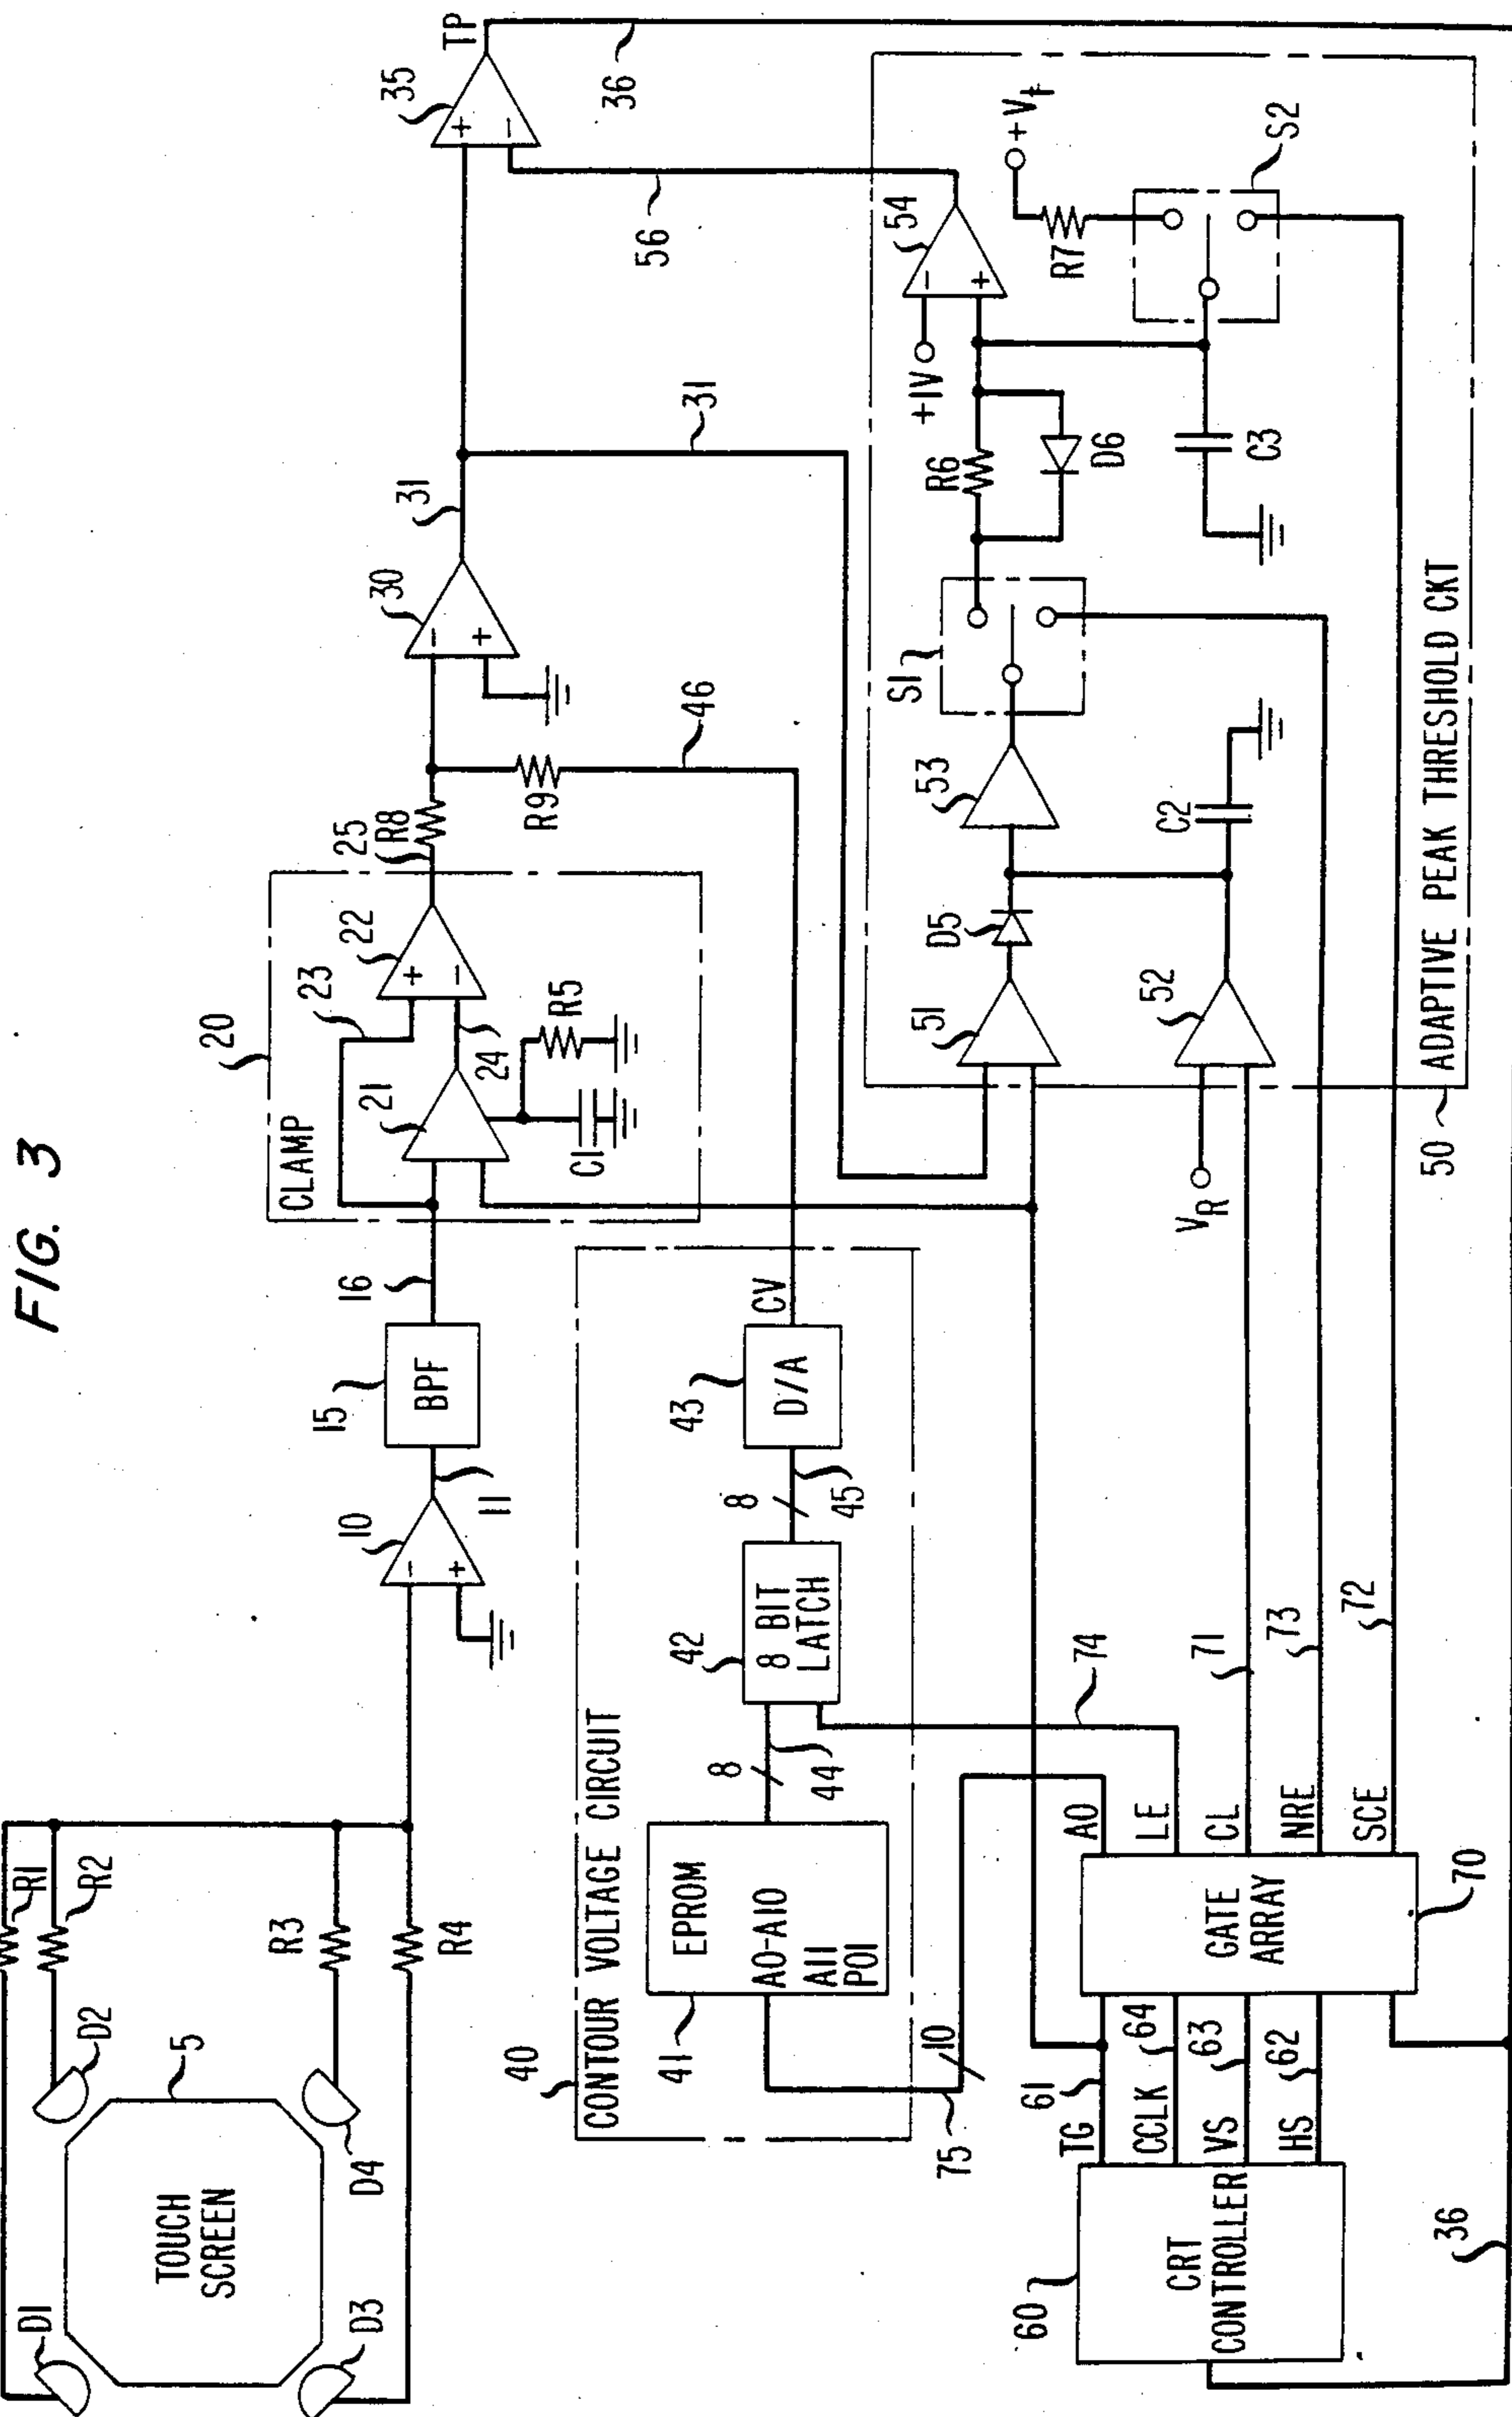 FIG. 3
D1
D2
D3
D4
R1
R2
R3
R4
5
TOUCH
SCREEN
10
-
+
11
15
BPF
16
20
CLAMP
23
21
24
C1
R5
22
+
-
25
R8
R9
46
30
-
+
31
31
35
+
-
TP
36
56
40
CONTOUR VOLTAGE CIRCUIT
41
EPROM
A0-A10
A11
P01
8
44
42
8 BIT
LATCH
8
45
43
D/A
CV
75
10
74
60
CRT
CONTROLLER
TG
61
CCLK
64
VS
63
HS
62
36
GATE
ARRAY
70
A0
LE
CL
NRE
SCE
71
73
72
VR
51
52
D5
53
C2
S1
R6
D6
C3
+1V
54
-
+
R7
+Vt
S2
50
ADAPTIVE PEAK THRESHOLD CKT